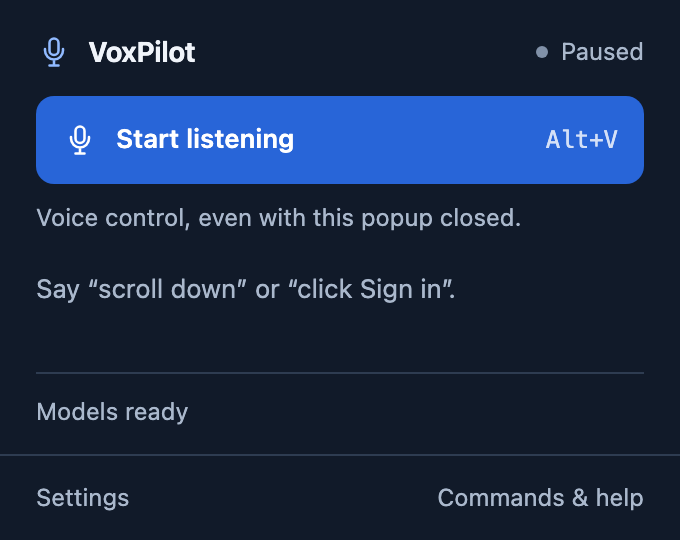 VoxPilot
Paused
Start listening
Alt+V
Voice control, even with this popup closed.
Say “scroll down” or “click Sign in”.
Models ready
Settings
Commands & help